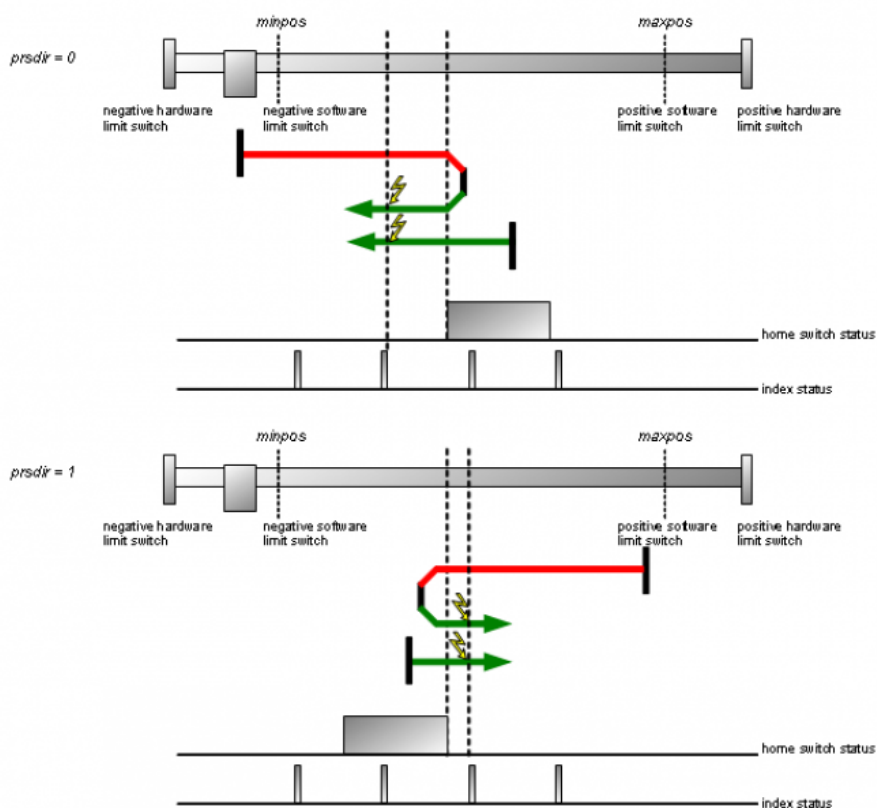 minpos
maxpos
prsdir = 0
negative hardware
limit switch
negative software
limit switch
positive software
limit switch
positive hardware
limit switch
home switch status
index status
minpos
maxpos
prsdir = 1
negative hardware
limit switch
negative software
limit switch
positive software
limit switch
positive hardware
limit switch
home switch status
index status